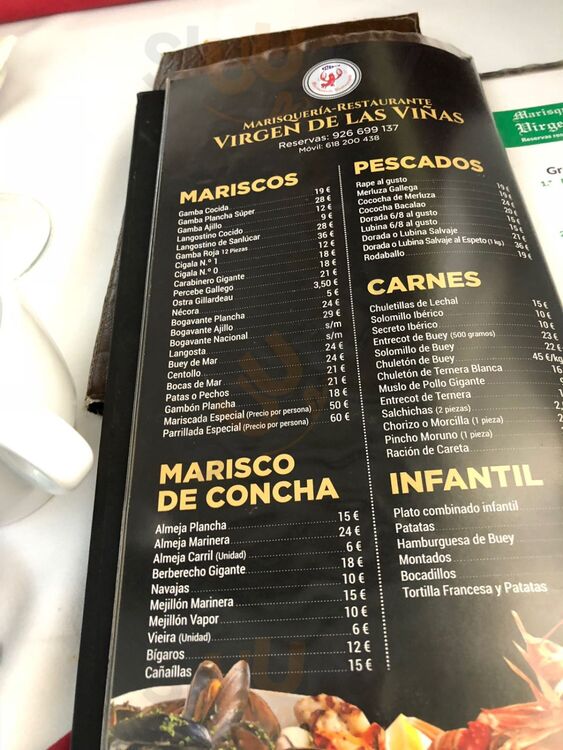 MARISQUERÍA-RESTAURANTE
VIRGEN DE LAS VIÑAS
Reservas: 926 699 137
Móvil: 618 200 438
MARISCOS
Gamba Cocida 19 €
Gamba Plancha Súper 28 €
Gamba Ajillo 12 €
Langostino Cocido 9 €
Langostino de Sanlúcar 28 €
Gamba Roja 12 Piezas 36 €
Cigala N.º 1 12 €
Cigala N.º 0 18 €
Carabinero Gigante 18 €
Percebe Gallego 21 €
Ostra Gillardeau 3,50 €
Nécora 5 €
Bogavante Plancha 24 €
Bogavante Ajillo 29 €
Bogavante Nacional s/m
Langosta s/m
Buey de Mar 24 €
Centollo 24 €
Bocas de Mar 21 €
Patas o Pechos 21 €
Gambón Plancha 18 €
Mariscada Especial (Precio por persona) 50 €
Parrillada Especial (Precio por persona) 60 €
MARISCO
DE CONCHA
Almeja Plancha 15 €
Almeja Marinera 24 €
Almeja Carril (Unidad) 6 €
Berberecho Gigante 18 €
Navajas 10 €
Mejillón Marinera 15 €
Mejillón Vapor 10 €
Vieira (Unidad) 6 €
Bígaros 12 €
Cañaíllas 15 €
PESCADOS
Rape al gusto 19 €
Merluza Gallega 19 €
Cococha de Merluza 24 €
Cococha Bacalao 20 €
Dorada 6/8 al gusto 15 €
Lubina 6/8 al gusto 15 €
Dorada o Lubina Salvaje 21 €
Dorada o Lubina Salvaje al Espeto (1 kg) 36 €
Rodaballo 19 €
CARNES
Chuletillas de Lechal 15 €
Solomillo Ibérico 10 €
Secreto Ibérico 10 €
Entrecot de Buey (500 gramos) 23 €
Solomillo de Buey 22 €
Chuletón de Buey 45 €/kg
Chuletón de Ternera Blanca 16
Muslo de Pollo Gigante
Entrecot de Ternera
Salchichas (2 piezas)
Chorizo o Morcilla (1 pieza)
Pincho Moruno (1 pieza)
Ración de Careta
INFANTIL
Plato combinado infantil
Patatas
Hamburguesa de Buey
Montados
Bocadillos
Tortilla Francesa y Patatas
Marisq
Virge
Reservas
Gr